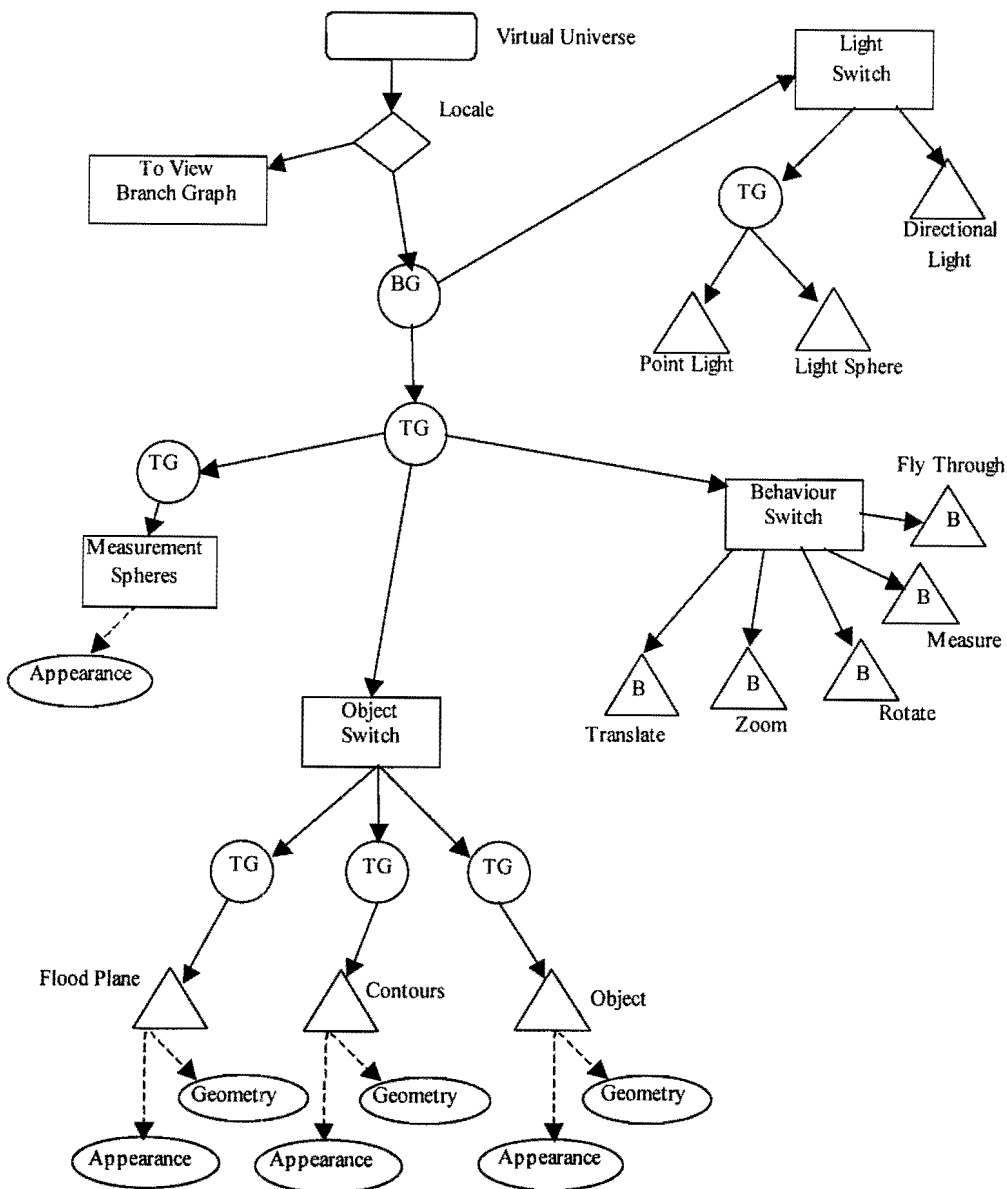 Virtual Universe
Light
Switch
Locale
To View
Branch Graph
TG
Directional
Light
BG
Point Light
Light Sphere
TG
TG
Fly Through
Behaviour
Switch
B
Measurement
Spheres
B
Measure
Appearance
B
B
B
Translate
Zoom
Rotate
Object
Switch
TG
TG
TG
Flood Plane
Contours
Object
Geometry
Geometry
Geometry
Appearance
Appearance
Appearance